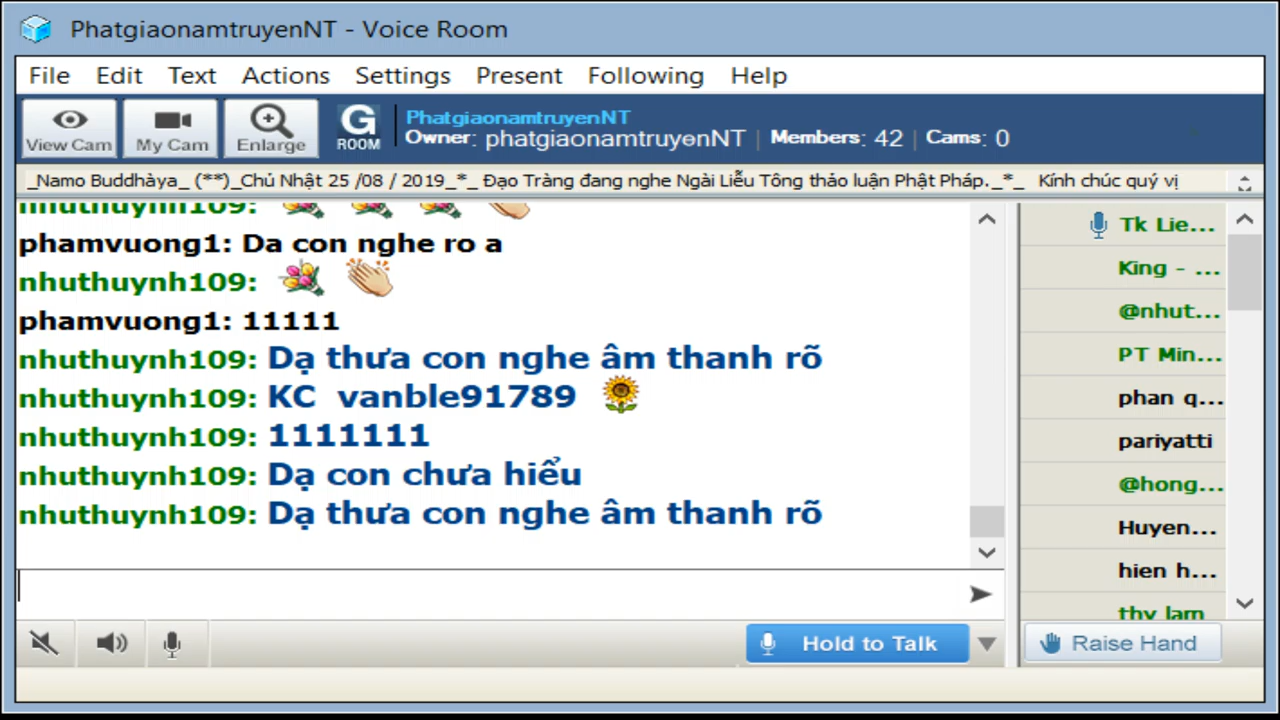 PhatgiaonamtruyenNT - Voice Room
File Edit Text Actions Settings Present Following Help
View Cam My Cam Enlarge G ROOM
PhatgiaonamtruyenNT
Owner: phatgiaonamtruyenNT | Members: 42 | Cams: 0
_Namo Buddhàya_ (**)_Chủ Nhật 25 /08 / 2019_*_ Đạo Tràng đang nghe Ngài Liễu Tông thảo luận Phật Pháp._*_ Kính chúc quý vị
nhuthuynh109:
phamvuong1: Da con nghe ro a
nhuthuynh109:
phamvuong1: 11111
nhuthuynh109: Dạ thưa con nghe âm thanh rõ
nhuthuynh109: KC vanble91789
nhuthuynh109: 1111111
nhuthuynh109: Dạ con chưa hiểu
nhuthuynh109: Dạ thưa con nghe âm thanh rõ
Tk Lie...
King - ...
@nhut...
PT Min...
phan q...
pariyatti
@hong...
Huyen...
hien h...
thy lam
Hold to Talk
Raise Hand